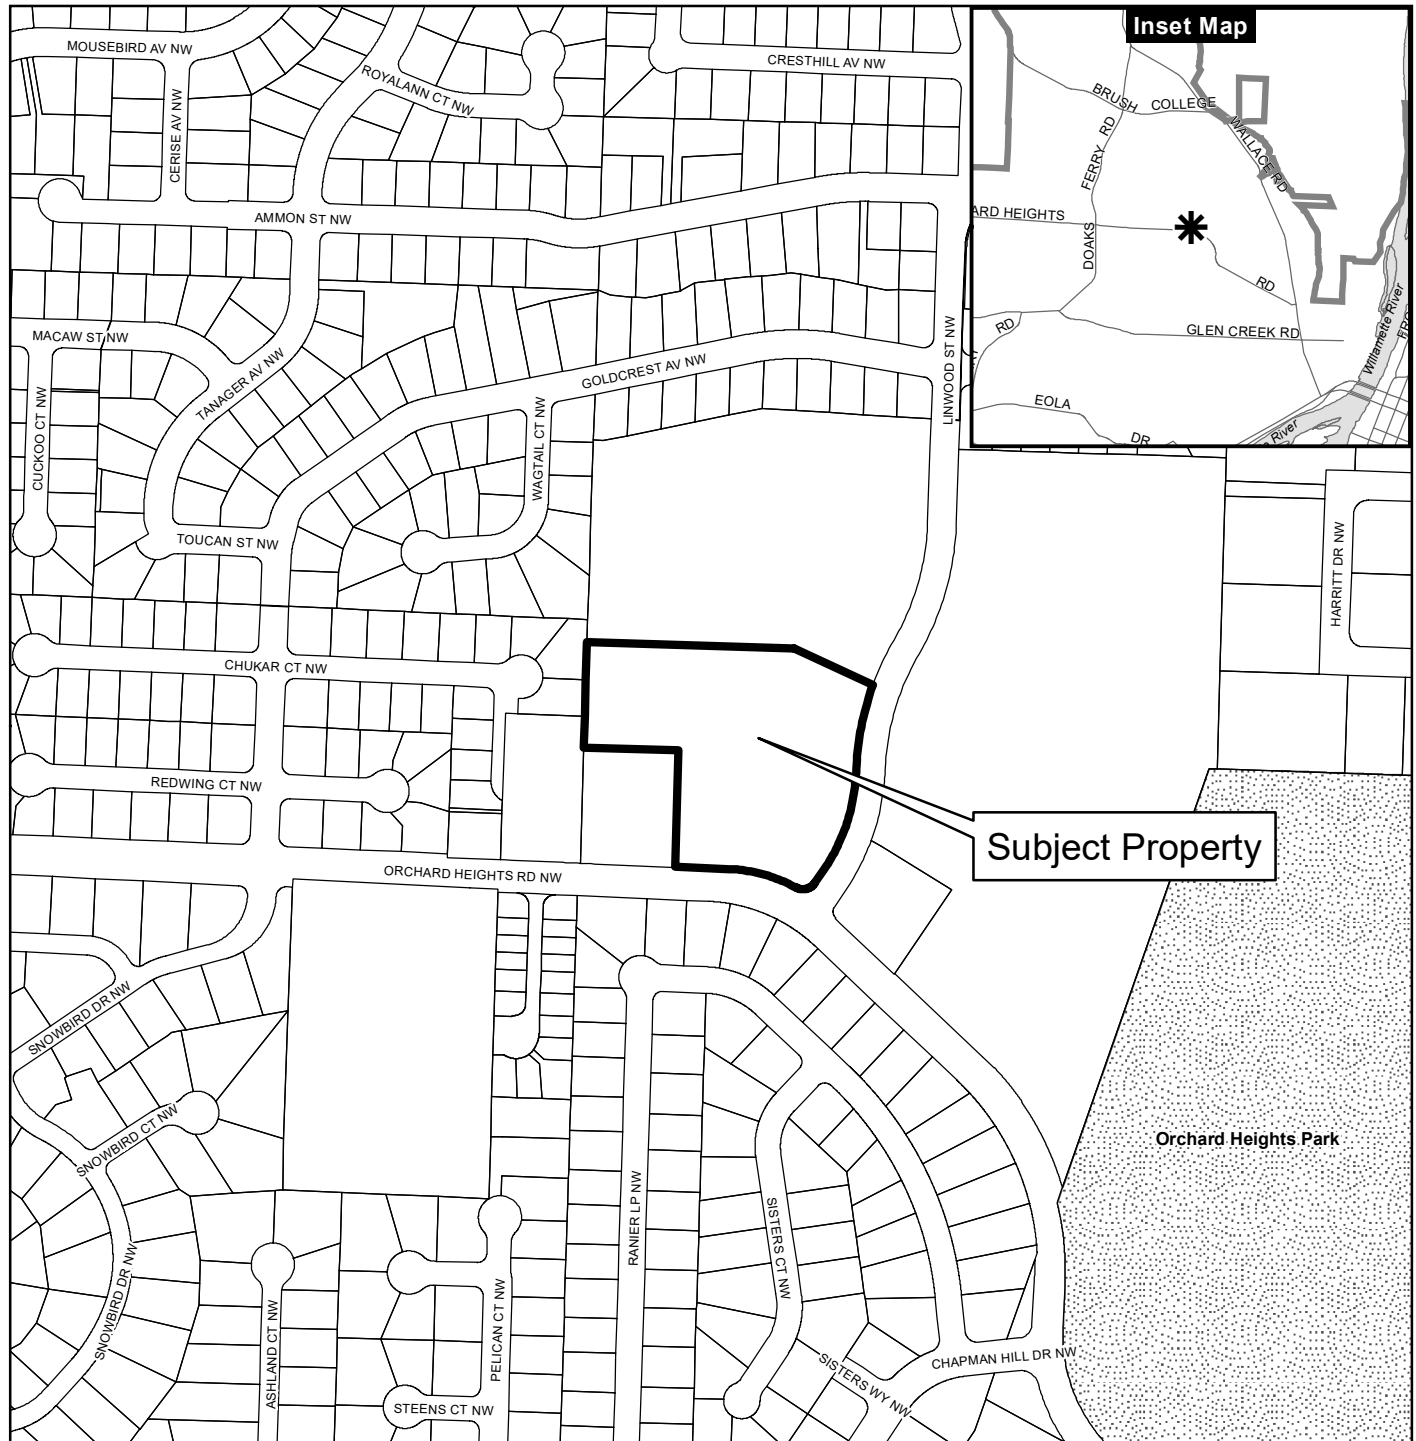 Inset Map
MOUSEBIRD AV NW
CRESTHILL AV NW
ROYALANN CT NW
CERISE AV NW
BRUSH COLLEGE
WALLACE RD
DOAKS FERRY RD
ARD HEIGHTS
RD
AMMON ST NW
RD
GLEN CREEK RD
Willamette River
EOLA
DR
River
MACAW ST NW
TANAGER AV NW
CUCKOO CT NW
GOLDCREST AV NW
LINWOOD ST NW
WAGTAIL CT NW
TOUCAN ST NW
HARRITT DR NW
CHUKAR CT NW
REDWING CT NW
Subject Property
ORCHARD HEIGHTS RD NW
SNOWBIRD DR NW
SNOWBIRD CT NW
Orchard Heights Park
RANIER LP NW
SISTERS CT NW
SNOWBIRD DR NW
ASHLAND CT NW
PELICAN CT NW
CHAPMAN HILL DR NW
SISTERS WY NW
STEENS CT NW